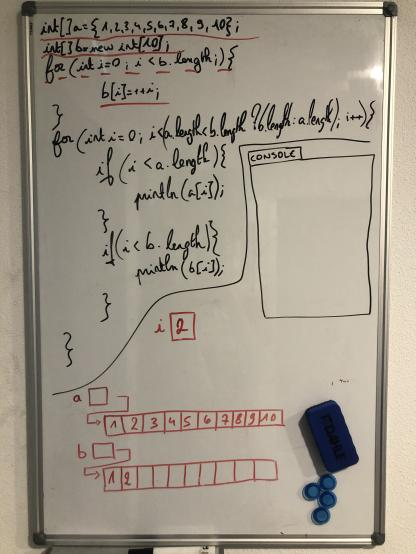 int[] a={1,2,3,4,5,6,7,8,9,10};
int[] b=new int[10];
for (int i=0; i<b.length;){
b[i]=++i;
}
for (int i=0; i<(a.length<b.length ?b.length:a.length); i++){
if (i<a.length){
println(a[i]);
}
if(i<b.length){
println(b[i]);
}
}
CONSOLE
i 2
a
1 2 3 4 5 6 7 8 9 10
b
1 2